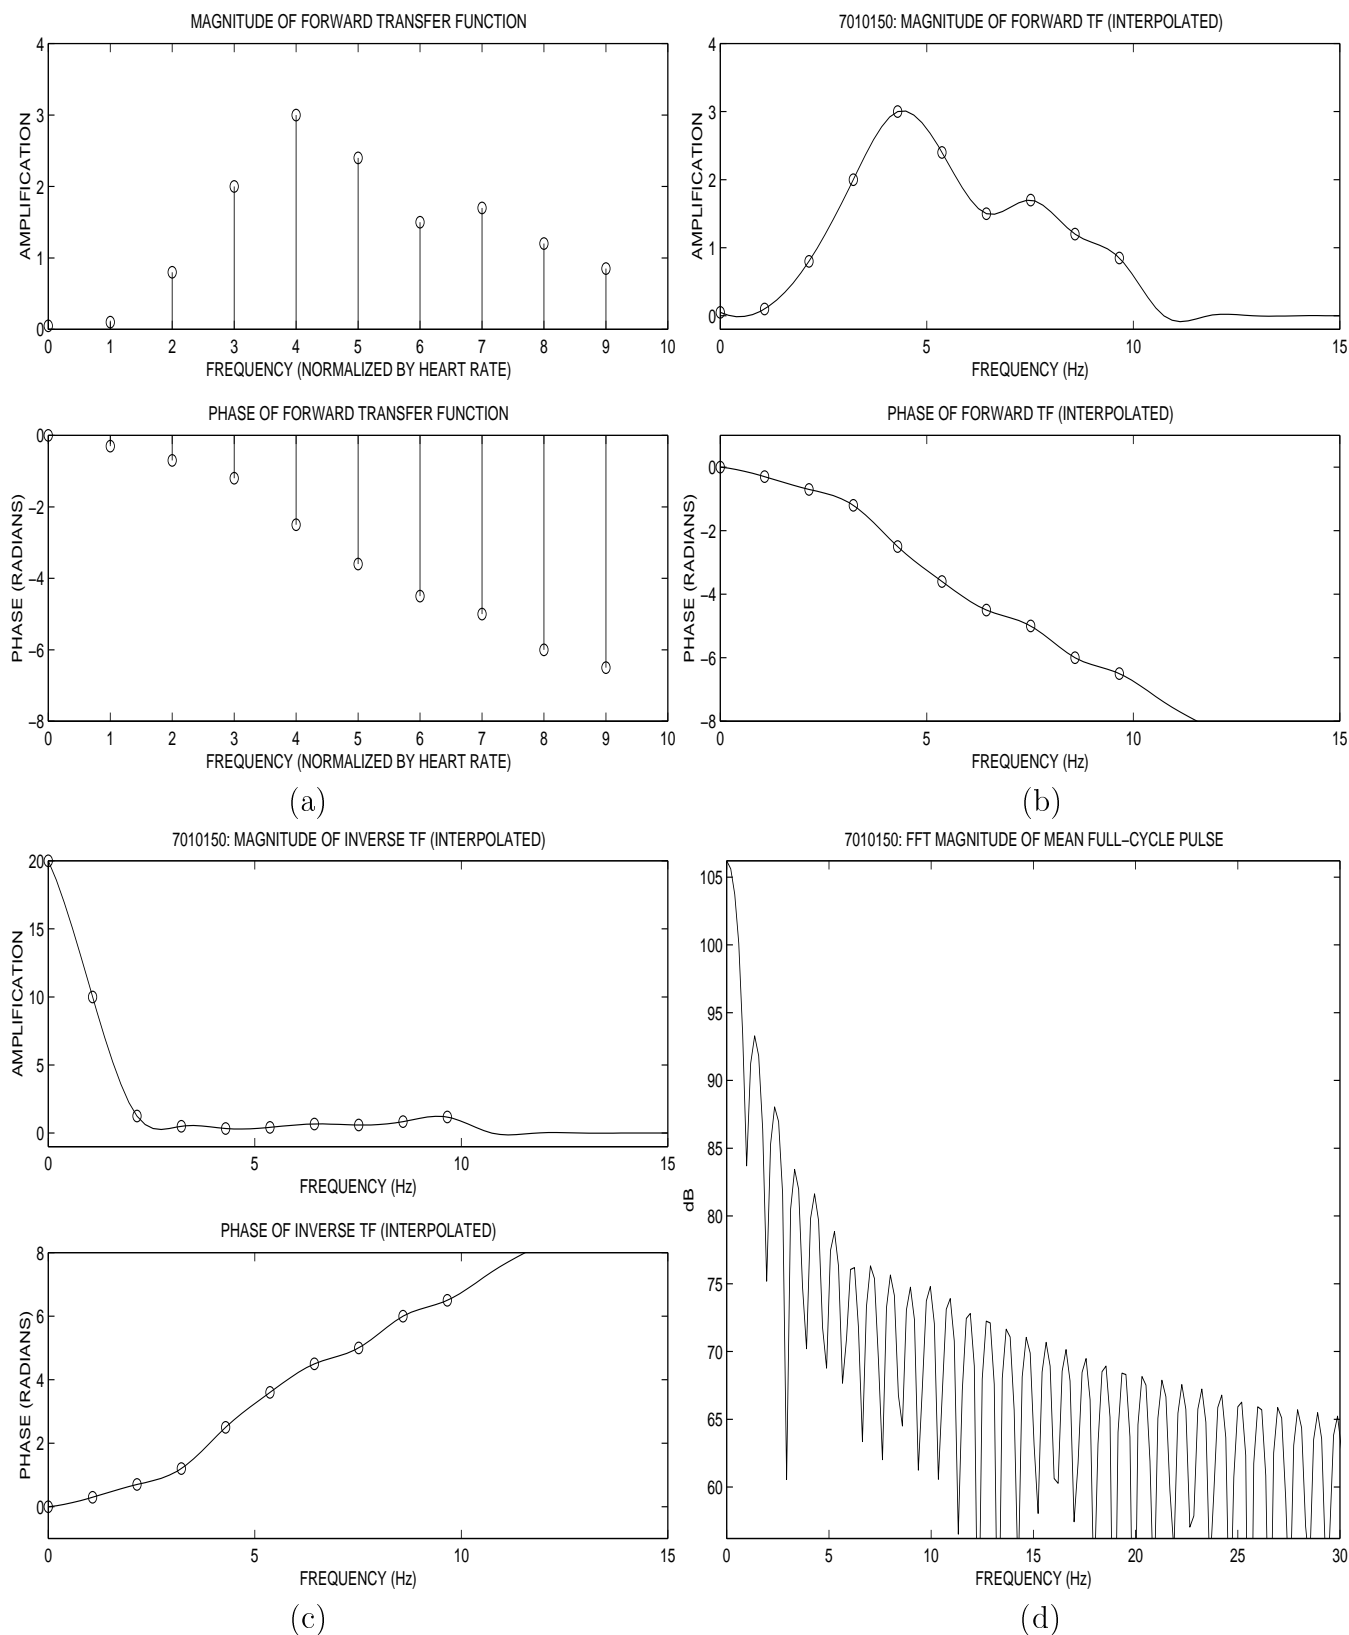 MAGNITUDE OF FORWARD TRANSFER FUNCTION
4
3
2
1
0
AMPLIFICATION
0 1 2 3 4 5 6 7 8 9 10
FREQUENCY (NORMALIZED BY HEART RATE)
PHASE OF FORWARD TRANSFER FUNCTION
0
−2
−4
−6
−8
PHASE (RADIANS)
0 1 2 3 4 5 6 7 8 9 10
FREQUENCY (NORMALIZED BY HEART RATE)
(a)
7010150: MAGNITUDE OF FORWARD TF (INTERPOLATED)
4
3
2
1
0
AMPLIFICATION
0 5 10 15
FREQUENCY (Hz)
PHASE OF FORWARD TF (INTERPOLATED)
0
−2
−4
−6
−8
PHASE (RADIANS)
0 5 10 15
FREQUENCY (Hz)
(b)
7010150: MAGNITUDE OF INVERSE TF (INTERPOLATED)
20
15
10
5
0
AMPLIFICATION
0 5 10 15
FREQUENCY (Hz)
PHASE OF INVERSE TF (INTERPOLATED)
8
6
4
2
0
PHASE (RADIANS)
0 5 10 15
FREQUENCY (Hz)
(c)
7010150: FFT MAGNITUDE OF MEAN FULL−CYCLE PULSE
105
100
95
90
85
80
75
70
65
60
dB
0 5 10 15 20 25 30
FREQUENCY (Hz)
(d)